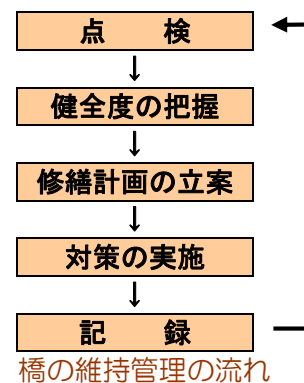 点　　検
↓
健全度の把握
↓
修繕計画の立案
↓
対策の実施
↓
記　　録
橋の維持管理の流れ